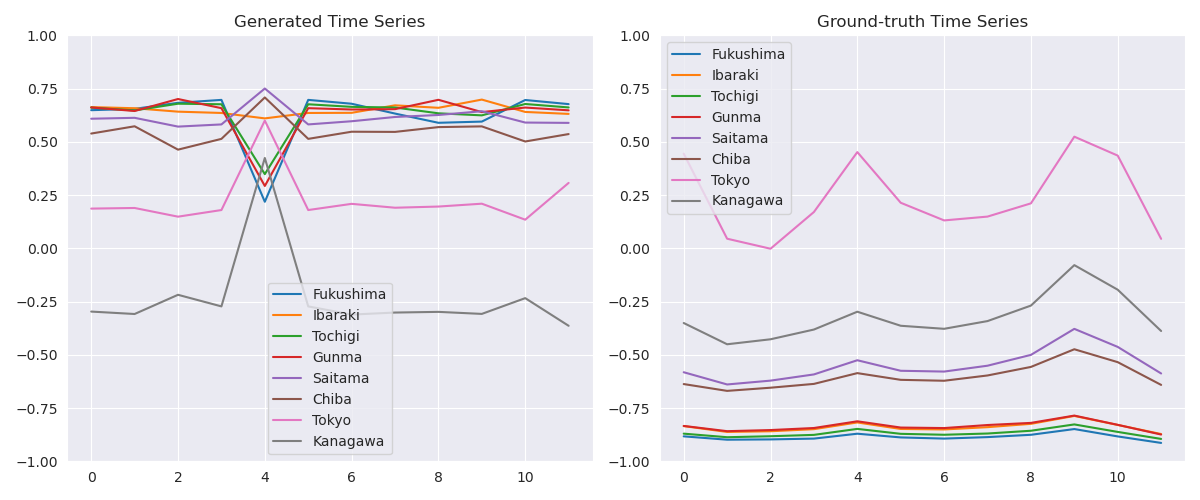 Generated Time Series
1.00
0.75
0.50
0.25
0.00
−0.25
−0.50
−0.75
−1.00
0 2 4 6 8 10
Fukushima
Ibaraki
Tochigi
Gunma
Saitama
Chiba
Tokyo
Kanagawa
Ground-truth Time Series
1.00
0.75
0.50
0.25
0.00
−0.25
−0.50
−0.75
−1.00
0 2 4 6 8 10
Fukushima
Ibaraki
Tochigi
Gunma
Saitama
Chiba
Tokyo
Kanagawa